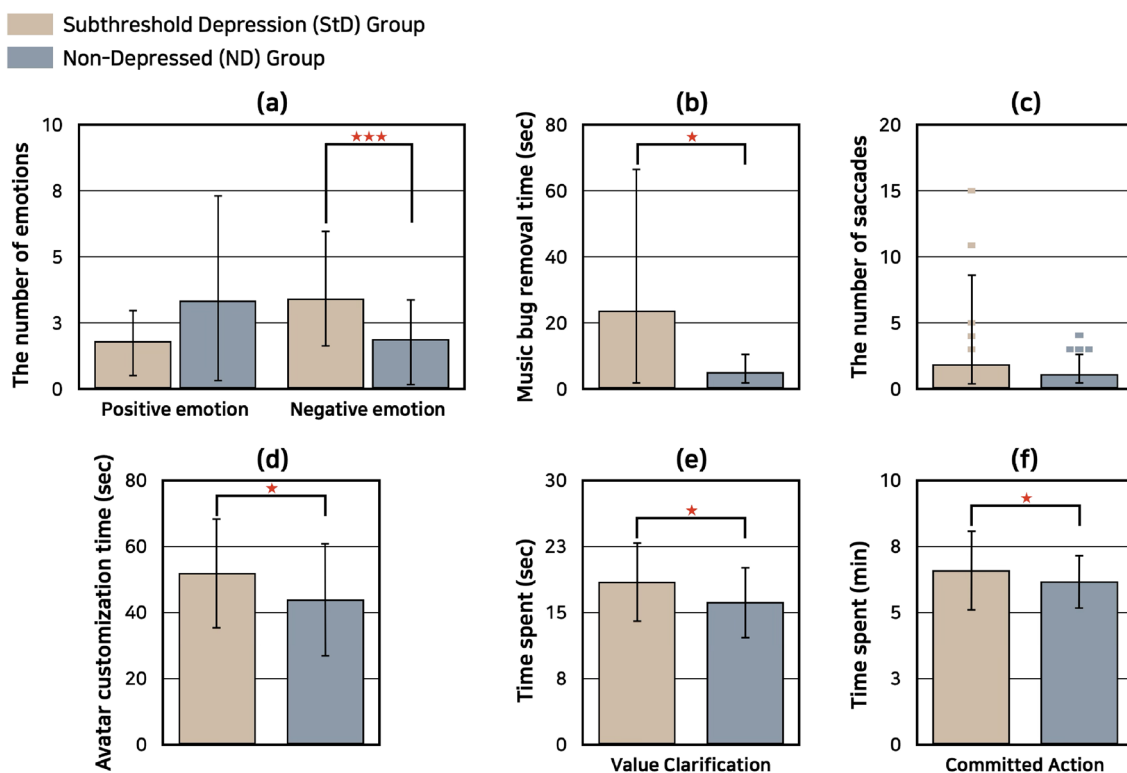 Subthreshold Depression (StD) Group
Non-Depressed (ND) Group
(a)
The number of emotions
10
8
5
3
0
★★★
Positive emotion
Negative emotion
(b)
Music bug removal time (sec)
80
60
40
20
0
★
(c)
The number of saccades
20
15
10
5
0
(d)
Avatar customization time (sec)
80
60
40
20
0
★
(e)
Time spent (sec)
30
23
15
8
0
★
Value Clarification
(f)
Time spent (min)
10
8
5
3
0
★
Committed Action